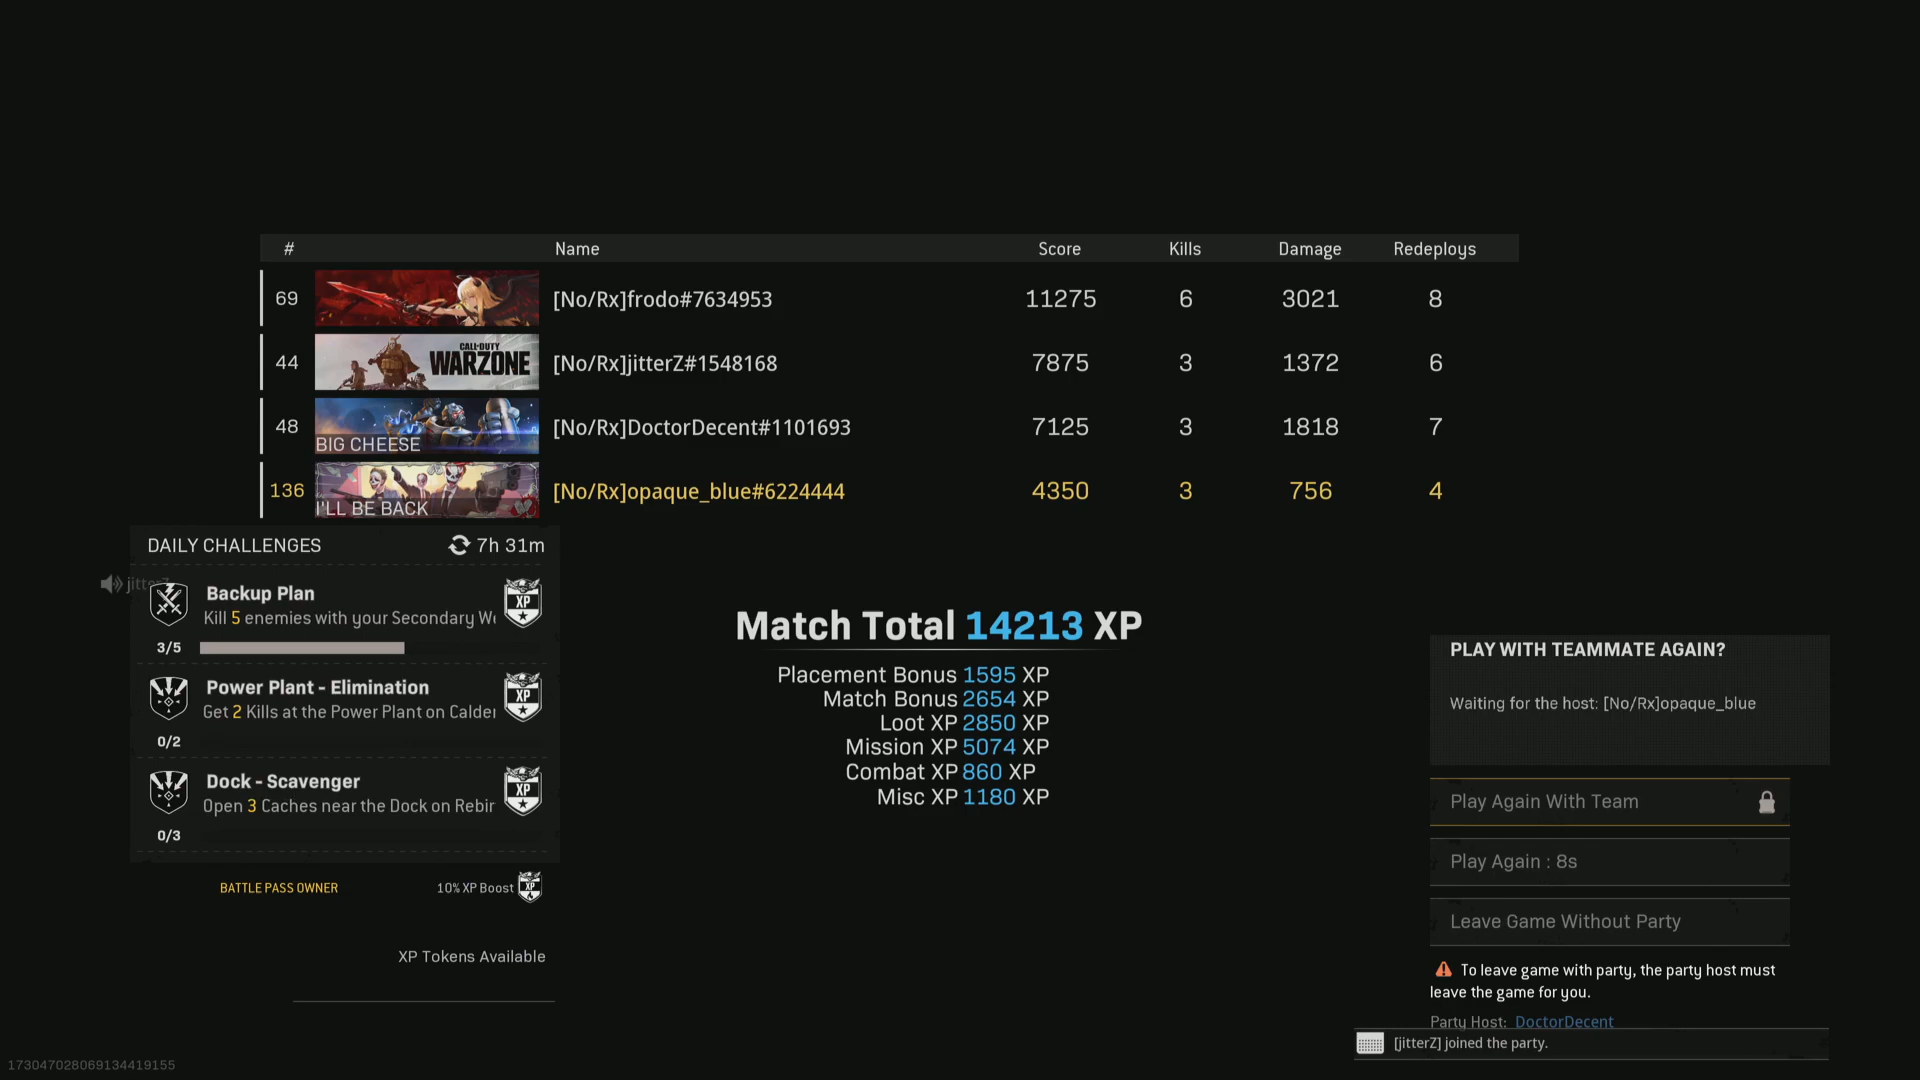 # Name Score Kills Damage Redeploys
69 [No/Rx]frodo#7634953 11275 6 3021 8
44 CALL OF DUTY WARZONE [No/Rx]jitterZ#1548168 7875 3 1372 6
48 BIG CHEESE [No/Rx]DoctorDecent#1101693 7125 3 1818 7
136 I'LL BE BACK [No/Rx]opaque_blue#6224444 4350 3 756 4
DAILY CHALLENGES 7h 31m
jitterZ
Backup Plan XP
Kill 5 enemies with your Secondary We
3/5
Power Plant - Elimination XP
Get 2 Kills at the Power Plant on Calder
0/2
Dock - Scavenger XP
Open 3 Caches near the Dock on Rebir
0/3
BATTLE PASS OWNER 10% XP Boost XP
XP Tokens Available
Match Total 14213 XP
Placement Bonus 1595 XP
Match Bonus 2654 XP
Loot XP 2850 XP
Mission XP 5074 XP
Combat XP 860 XP
Misc XP 1180 XP
PLAY WITH TEAMMATE AGAIN?
Waiting for the host: [No/Rx]opaque_blue
Play Again With Team
Play Again : 8s
Leave Game Without Party
To leave game with party, the party host must
leave the game for you.
Party Host: DoctorDecent
[jitterZ] joined the party.
17304702806913441​9155